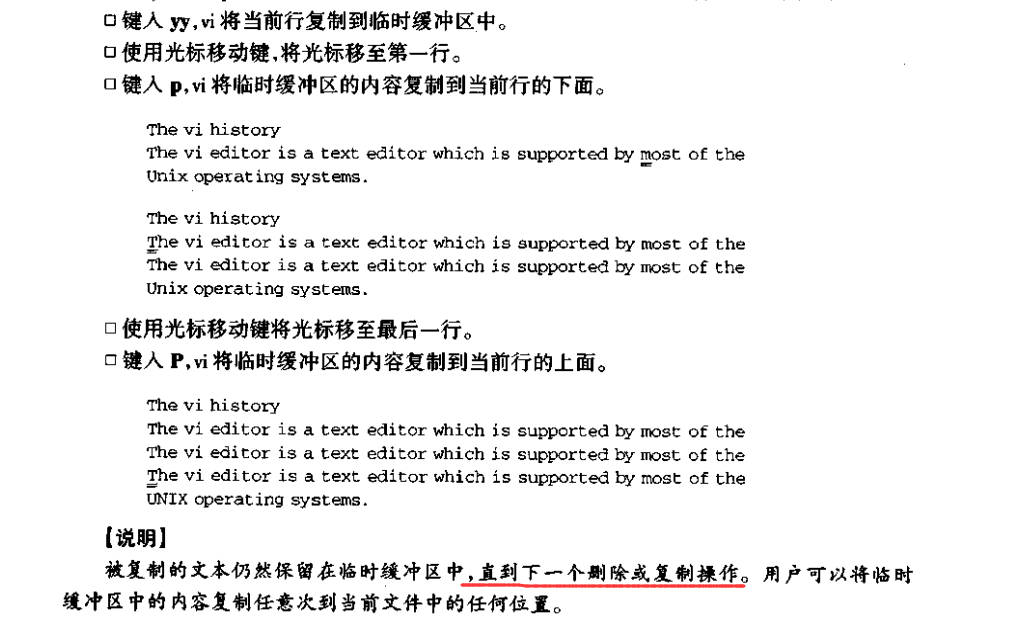 □键入 yy,vi 将当前行复制到临时缓冲区中。
□使用光标移动键,将光标移至第一行。
□键入 p,vi 将临时缓冲区的内容复制到当前行的下面。
The vi history
The vi editor is a text editor which is supported by most of the
Unix operating systems.
The vi history
The vi editor is a text editor which is supported by most of the
The vi editor is a text editor which is supported by most of the
Unix operating systems.
□使用光标移动键将光标移至最后一行。
□键入 P,vi 将临时缓冲区的内容复制到当前行的上面。
The vi history
The vi editor is a text editor which is supported by most of the
The vi editor is a text editor which is supported by most of the
The vi editor is a text editor which is supported by most of the
UNIX operating systems.
【说明】
被复制的文本仍然保留在临时缓冲区中,直到下一个删除或复制操作。用户可以将临时
缓冲区中的内容复制任意次到当前文件中的任何位置。